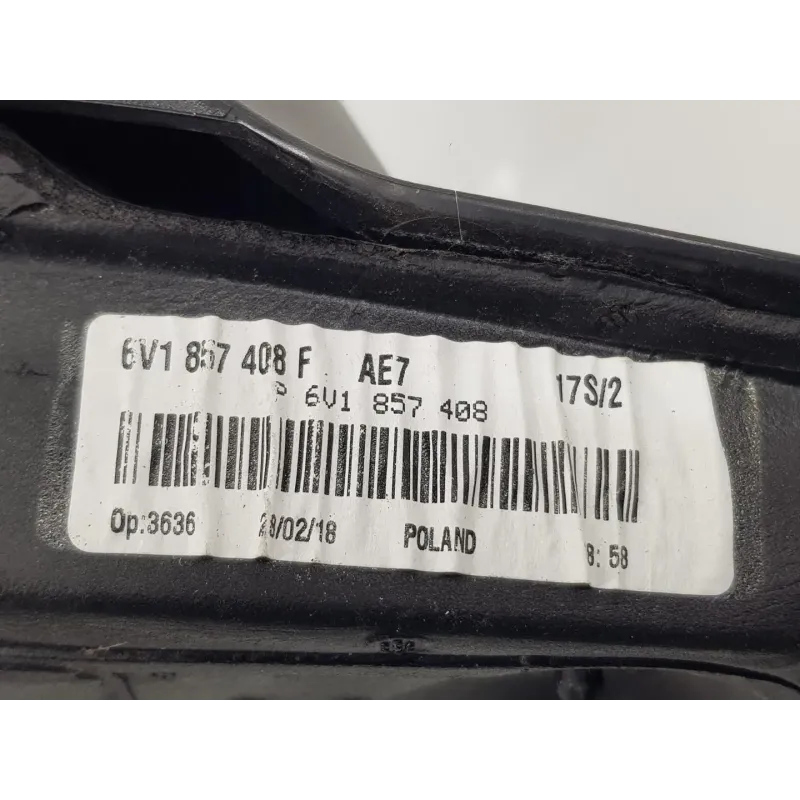 6V1 857 408 F AE7 17S/2
P 6V1 857 408
Op:3636 28/02/18 POLAND 8:58